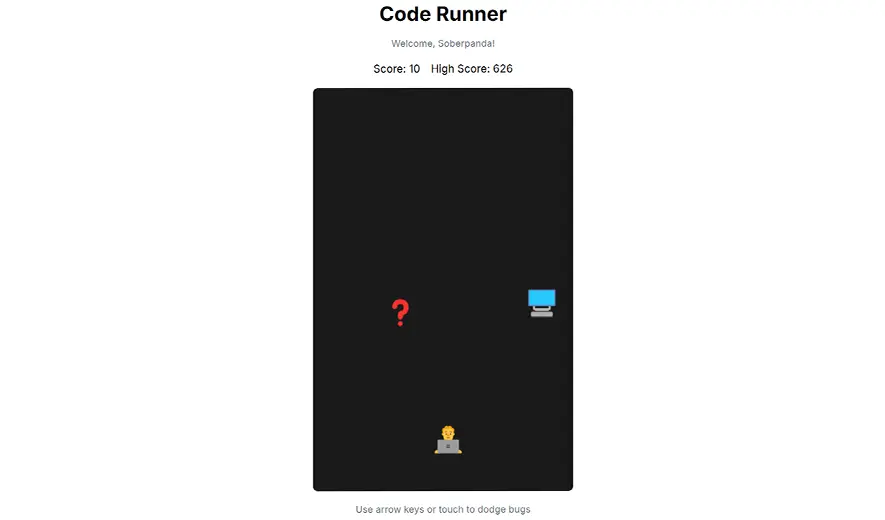 Code Runner
Welcome, Soberpanda!
Score: 10 High Score: 626
Use arrow keys or touch to dodge bugs